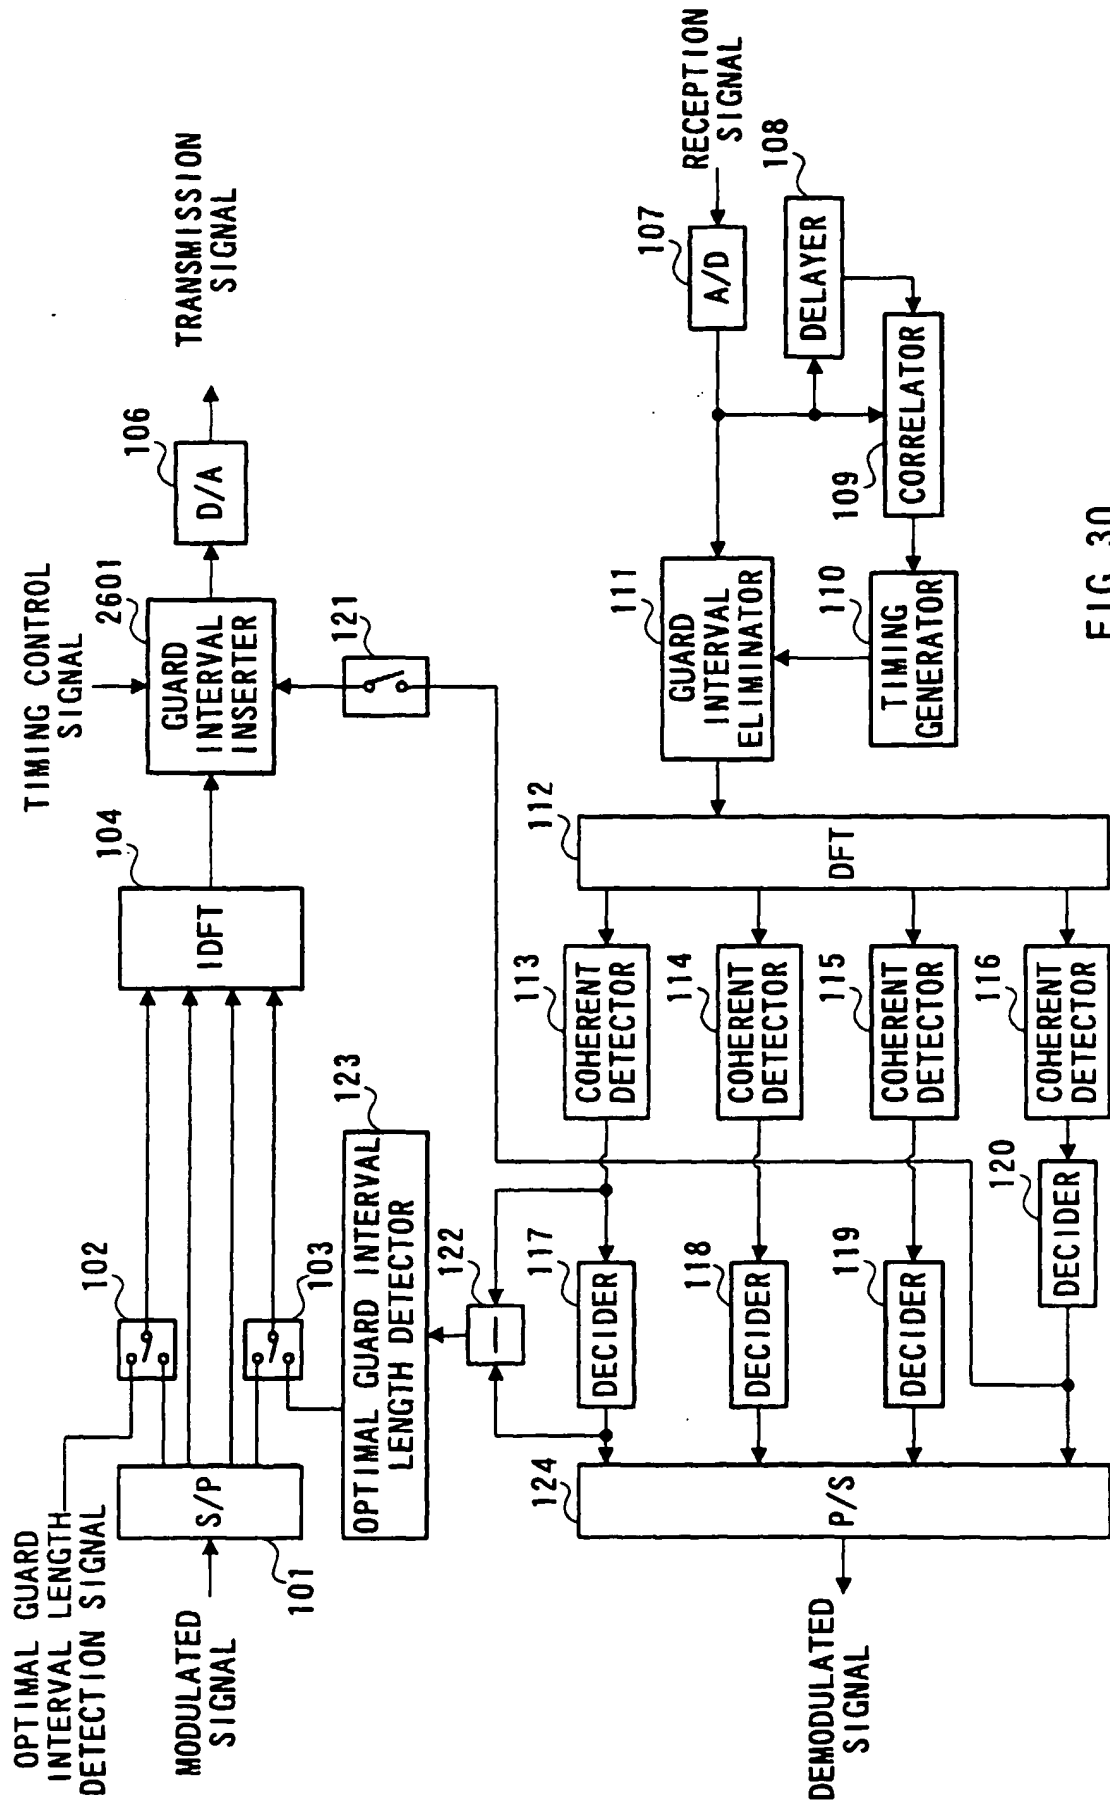 OPTIMAL GUARD
INTERVAL LENGTH
DETECTION SIGNAL
MODULATED
SIGNAL
101
S/P
102
103
104
IDFT
TIMING CONTROL
SIGNAL
2601
GUARD
INTERVAL
INSERTER
106
D/A
TRANSMISSION
SIGNAL
121
123
OPTIMAL GUARD INTERVAL
LENGTH DETECTOR
122
DEMODULATED
SIGNAL
124
P/S
117
DECIDER
118
DECIDER
119
DECIDER
120
DECIDER
113
COHERENT
DETECTOR
114
COHERENT
DETECTOR
115
COHERENT
DETECTOR
116
COHERENT
DETECTOR
112
DFT
111
GUARD
INTERVAL
ELIMINATOR
110
TIMING
GENERATOR
107
A/D
RECEPTION
SIGNAL
108
DELAYER
109
CORRELATOR
FIG.30